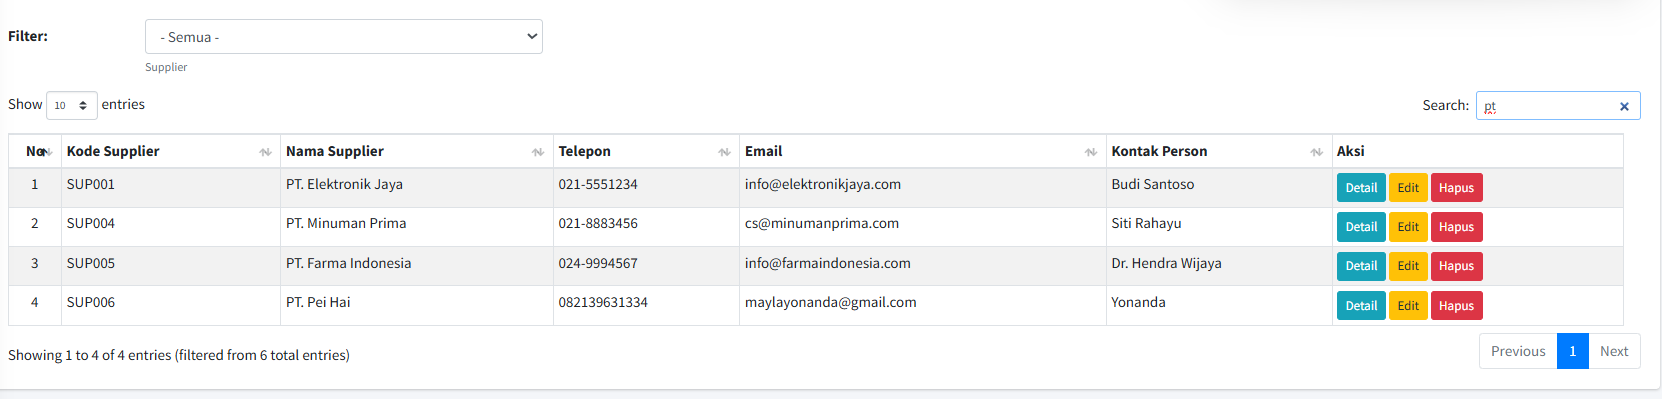 Filter: - Semua -
Supplier
Show 10 entries Search: pt
No Kode Supplier Nama Supplier Telepon Email Kontak Person Aksi
1 SUP001 PT. Elektronik Jaya 021-5551234 info@elektronikjaya.com Budi Santoso Detail Edit Hapus
2 SUP004 PT. Minuman Prima 021-8883456 cs@minumanprima.com Siti Rahayu Detail Edit Hapus
3 SUP005 PT. Farma Indonesia 024-9994567 info@farmaindonesia.com Dr. Hendra Wijaya Detail Edit Hapus
4 SUP006 PT. Pei Hai 082139631334 maylayonanda@gmail.com Yonanda Detail Edit Hapus
Showing 1 to 4 of 4 entries (filtered from 6 total entries) Previous 1 Next